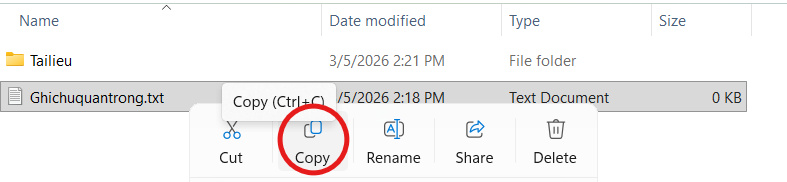 Name Date modified Type Size
Tailieu 3/5/2026 2:21 PM File folder
Ghichuquantrong.txt /5/2026 2:18 PM Text Document 0 KB
Copy (Ctrl+C)
Cut Copy Rename Share Delete